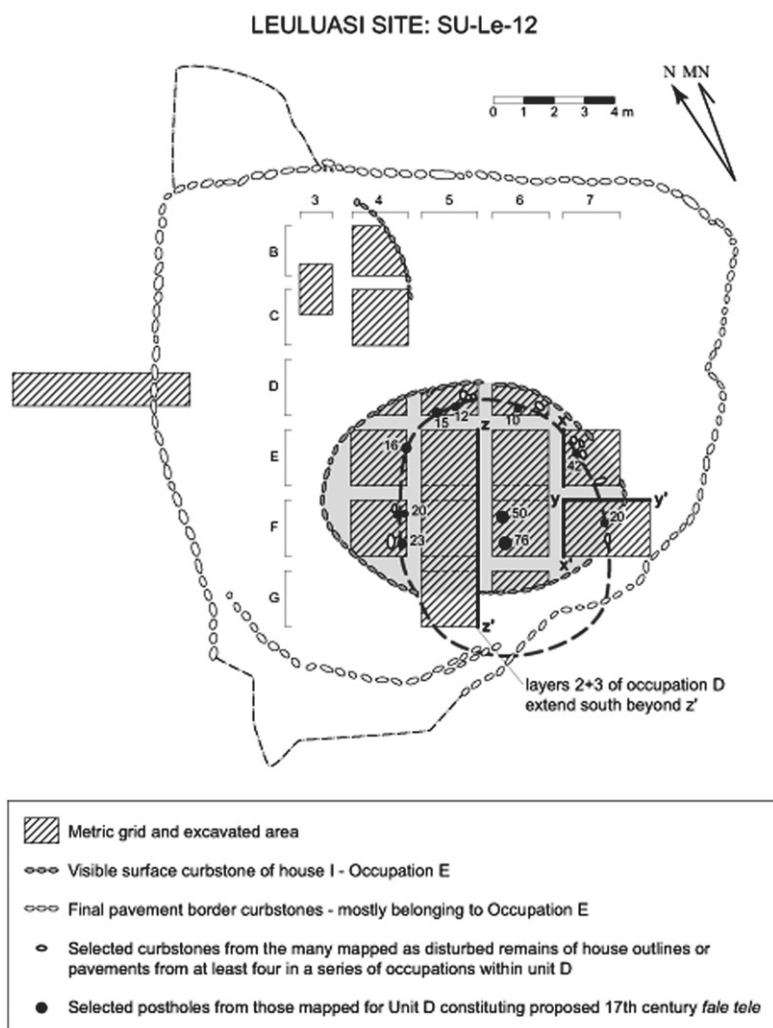 LEULUASI SITE: SU-Le-12
N MN
0 1 2 3 4 m
3 4 5 6 7
B
C
D
15 12 10 x
E
16 z 42
y y'
F
20 50 20
23 76
x'
G
z'
layers 2+3 of occupation D
extend south beyond z'
Metric grid and excavated area
Visible surface curbstone of house I - Occupation E
Final pavement border curbstones - mostly belonging to Occupation E
Selected curbstones from the many mapped as disturbed remains of house outlines or
pavements from at least four in a series of occupations within unit D
Selected postholes from those mapped for Unit D constituting proposed 17th century fale tele